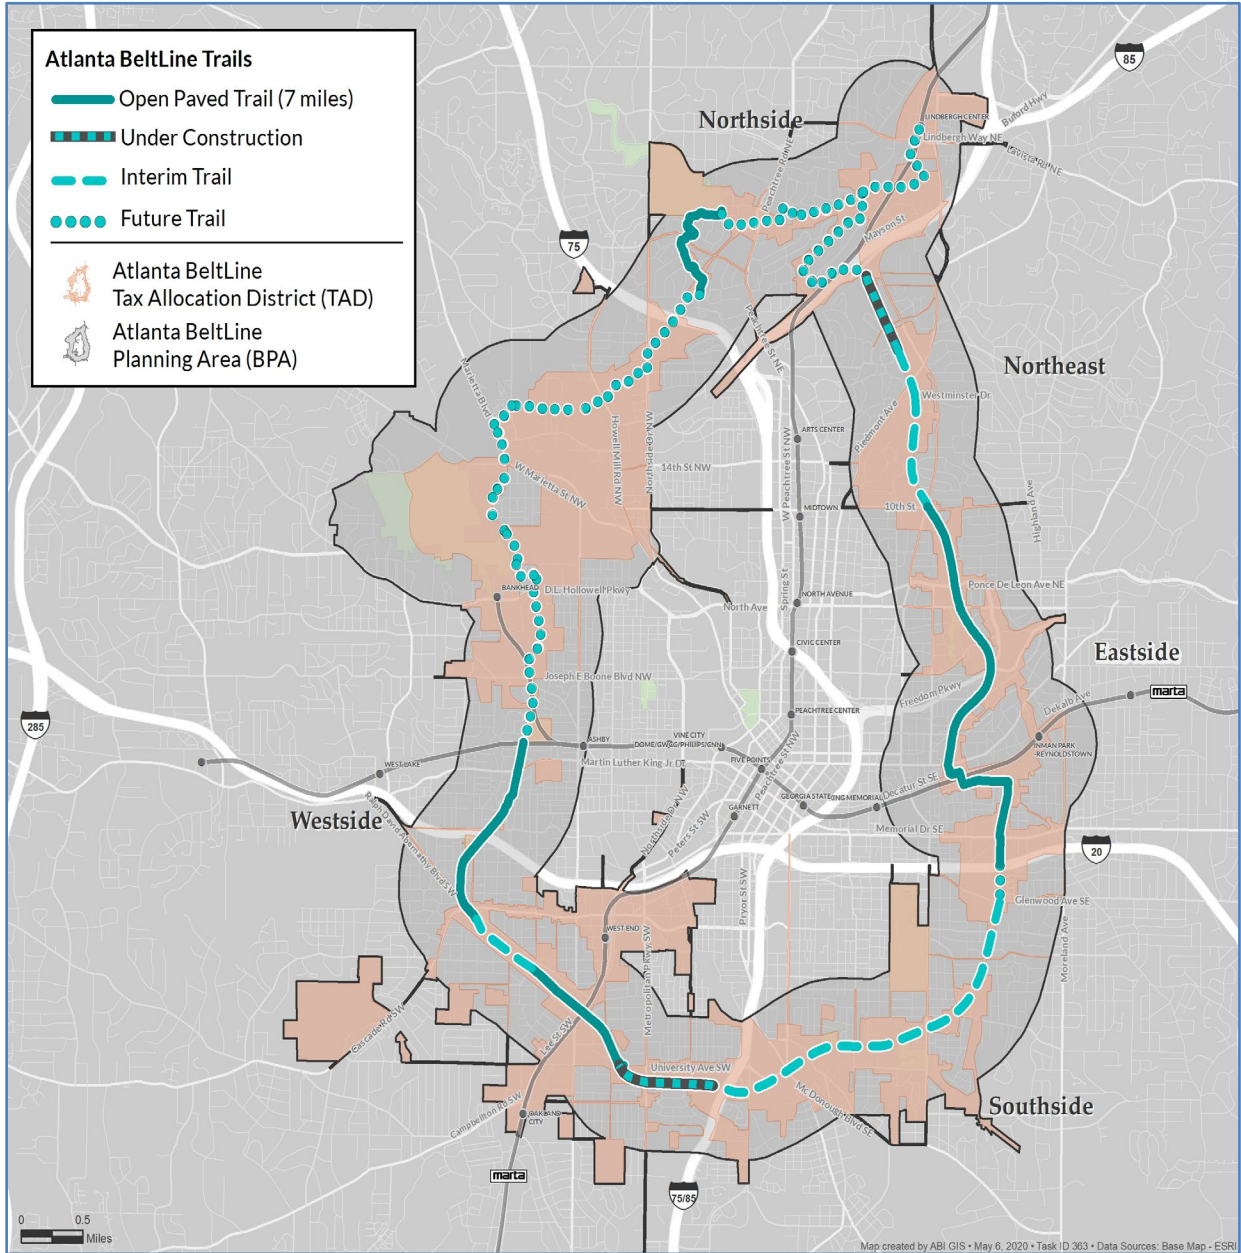 Atlanta BeltLine Trails
Open Paved Trail (7 miles)
Under Construction
Interim Trail
Future Trail
Atlanta BeltLine
Tax Allocation District (TAD)
Atlanta BeltLine
Planning Area (BPA)
85
Buford Hwy
Northside
LINDBERGH CENTER
Lindbergh Way NE
Lavista Rd NE
Peachtree Rd NE
Mayson St
75
Peachtree St NE
Northeast
Marietta Blvd
Westminster Dr
Piedmont Ave
Howell Mill Rd NW
Northside Dr NW
W Peachtree St NW
ARTS CENTER
W Marietta St NW
14th St NW
MIDTOWN
10th St
Highland Ave
BANKHEAD
D.L. Hollowell Pkwy
Ponce De Leon Ave NE
North Ave
Spring St
NORTH AVENUE
CIVIC CENTER
Eastside
Joseph E Boone Blvd NW
Freedom Pkwy
Dekalb Ave
marta
285
PEACHTREE CENTER
VINE CITY
ASHBY
DOME/GWCC/PHILIPS/CNN
INMAN PARK
-REYNOLDSTOWN
WEST LAKE
Martin Luther King Jr Dr
FIVE POINTS
Peachtree St NW
Decatur St SE
GEORGIA STATE
KING MEMORIAL
GARNETT
Westside
Ralph David Abernathy Blvd SW
Northside Dr NW
Peters St SW
Memorial Dr SE
20
Pryor St SW
Glenwood Ave SE
WEST END
Metropolitan Pkwy SW
Moreland Ave
Cascade Rd SW
Lee St SW
University Ave SW
McDonough Blvd SE
Southside
Campbellton Rd SW
OAKLAND
CITY
marta
75/85
0 0.5
Miles
Map created by ABI GIS • May 6, 2020 • Task ID 363 • Data Sources: Base Map - ESRI